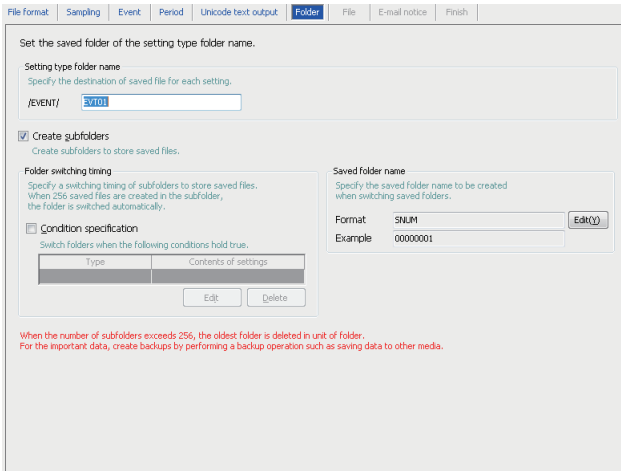 File format Sampling Event Period Unicode text output Folder File E-mail notice Finish
Set the saved folder of the setting type folder name.
Setting type folder name
Specify the destination of saved file for each setting.
/EVENT/ EVT01
Create subfolders
Create subfolders to store saved files.
Folder switching timing
Specify a switching timing of subfolders to store saved files.
When 256 saved files are created in the subfolder,
the folder is switched automatically.
Condition specification
Switch folders when the following conditions hold true.
Type Contents of settings
Edit Delete
Saved folder name
Specify the saved folder name to be created
when switching saved folders.
Format SNUM Edit(Y)
Example 00000001
When the number of subfolders exceeds 256, the oldest folder is deleted in unit of folder.
For the important data, create backups by performing a backup operation such as saving data to other media.